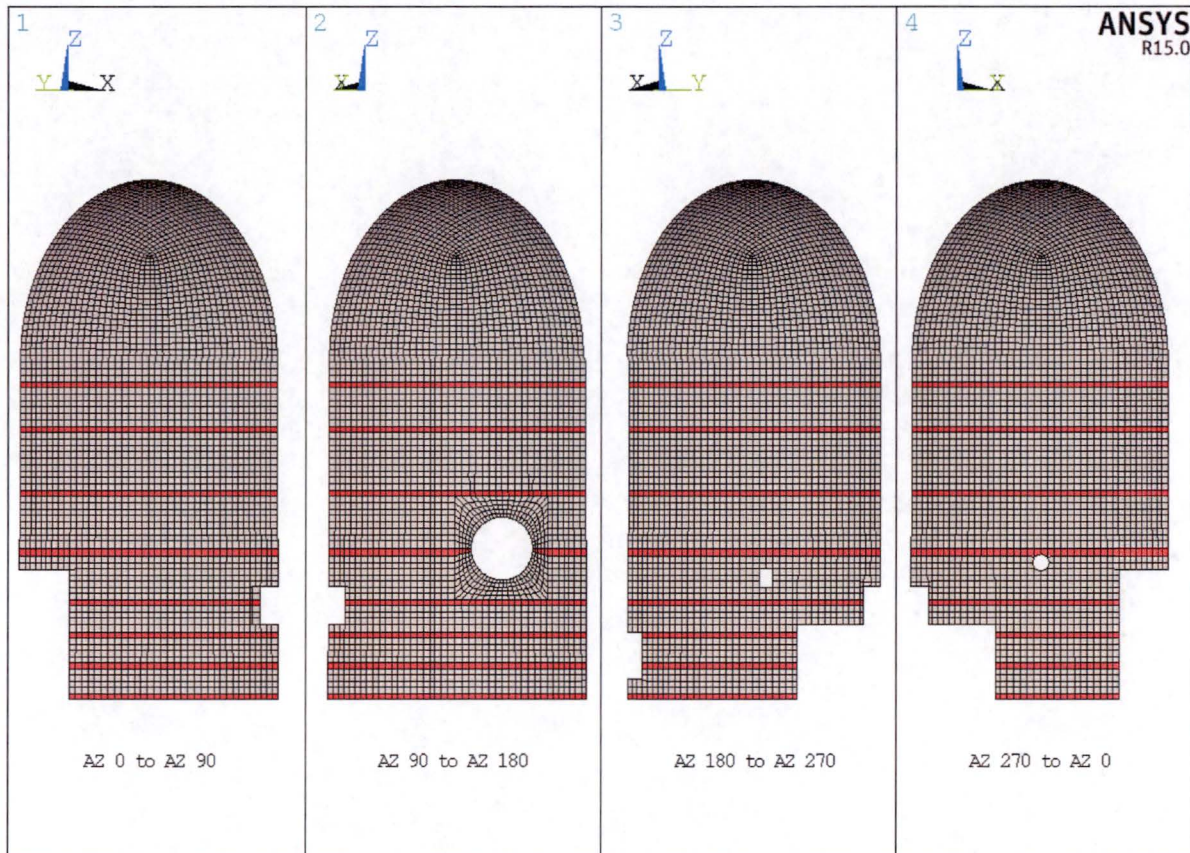 1
2
3
4
ANSYS
R15.0
Z
Y X
Z
X
Z
X Y
Z
X
AZ 0 to AZ 90
AZ 90 to AZ 180
AZ 180 to AZ 270
AZ 270 to AZ 0